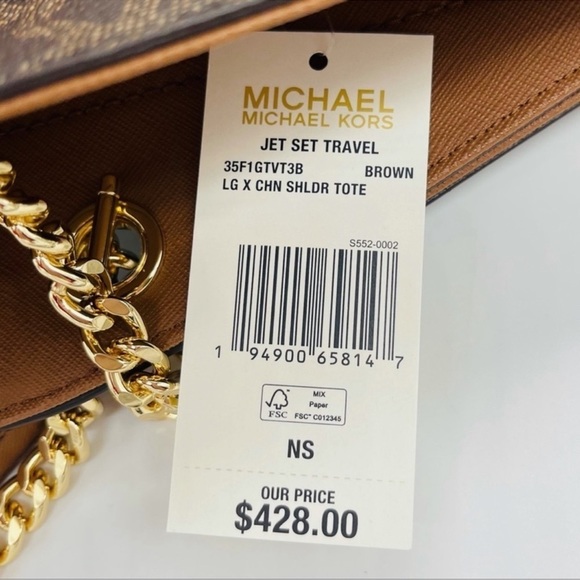 MICHAEL
MICHAEL KORS
JET SET TRAVEL
35F1GTVT3B BROWN
LG X CHN SHLDR TOTE
S552-0002
1 94900 65814 7
FSC
MIX
Paper
FSC™ C012345
NS
OUR PRICE
$428.00